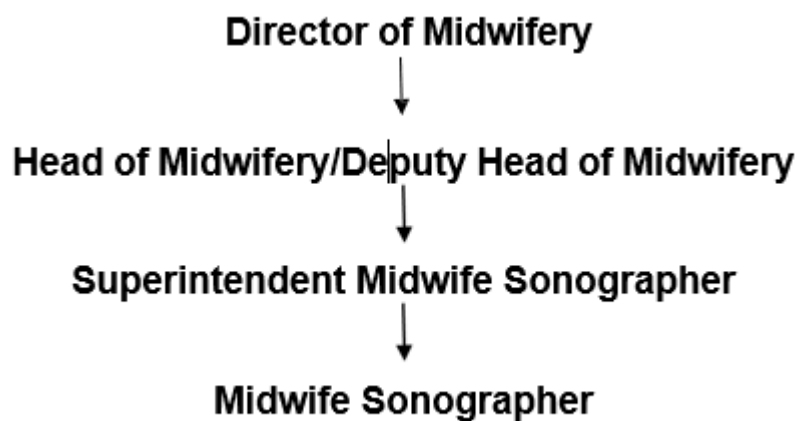 Director of Midwifery
Head of Midwifery/Deputy Head of Midwifery
Superintendent Midwife Sonographer
Midwife Sonographer